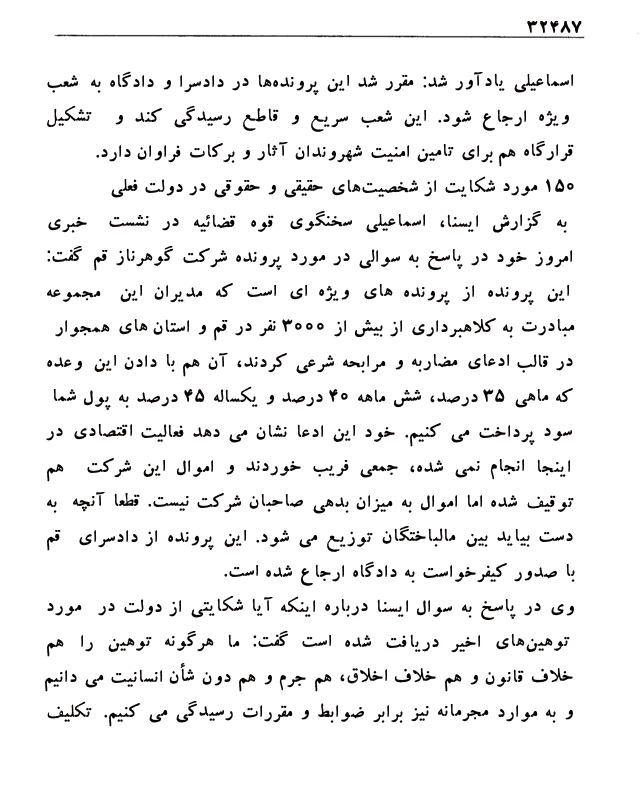 ۳۲۴۸۷
اسماعیلی یادآور شد: مقرر شد این پرونده‌ها در دادسرا و دادگاه به شعب
ویژه ارجاع شود. این شعب سریع و قاطع رسیدگی کند و تشکیل
قرارگاه هم برای تامین امنیت شهروندان آثار و برکات فراوان دارد.
۱۵۰ مورد شکایت از شخصیت‌های حقیقی و حقوقی در دولت فعلی
به گزارش ایسنا، اسماعیلی سخنگوی قوه قضائیه در نشست خبری
امروز خود در پاسخ به سوالی در مورد پرونده شرکت گوهرناز قم گفت:
این پرونده از پرونده های ویژه ای است که مدیران این مجموعه
مبادرت به کلاهبرداری از بیش از ۳۰۰۰ نفر در قم و استان های همجوار
در قالب ادعای مضاربه و مرابحه شرعی کردند، آن هم با دادن این وعده
که ماهی ۳۵ درصد، شش ماهه ۴۰ درصد و یکساله ۴۵ درصد به پول شما
سود پرداخت می کنیم. خود این ادعا نشان می دهد فعالیت اقتصادی در
اینجا انجام نمی شده، جمعی فریب خوردند و اموال این شرکت هم
توقیف شده اما اموال به میزان بدهی صاحبان شرکت نیست. قطعا آنچه به
دست بیاید بین مالباختگان توزیع می شود. این پرونده از دادسرای قم
با صدور کیفرخواست به دادگاه ارجاع شده است.
وی در پاسخ به سوال ایسنا درباره اینکه آیا شکایتی از دولت در مورد
توهین‌های اخیر دریافت شده است گفت: ما هرگونه توهین را هم
خلاف قانون و هم خلاف اخلاق، هم جرم و هم دون شأن انسانیت می دانیم
و به موارد مجرمانه نیز برابر ضوابط و مقررات رسیدگی می کنیم. تکلیف